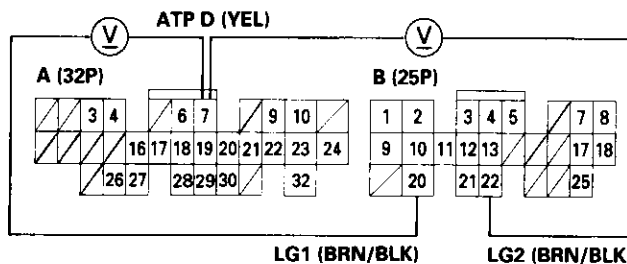 ATP D (YEL)
V V
A (32P) B (25P)
3 4 6 7 9 10 1 2 3 4 5 7 8
16 17 18 19 20 21 22 23 24 9 10 11 12 13 17 18
26 27 28 29 30 32 20 21 22 25
LG1 (BRN/BLK) LG2 (BRN/BLK